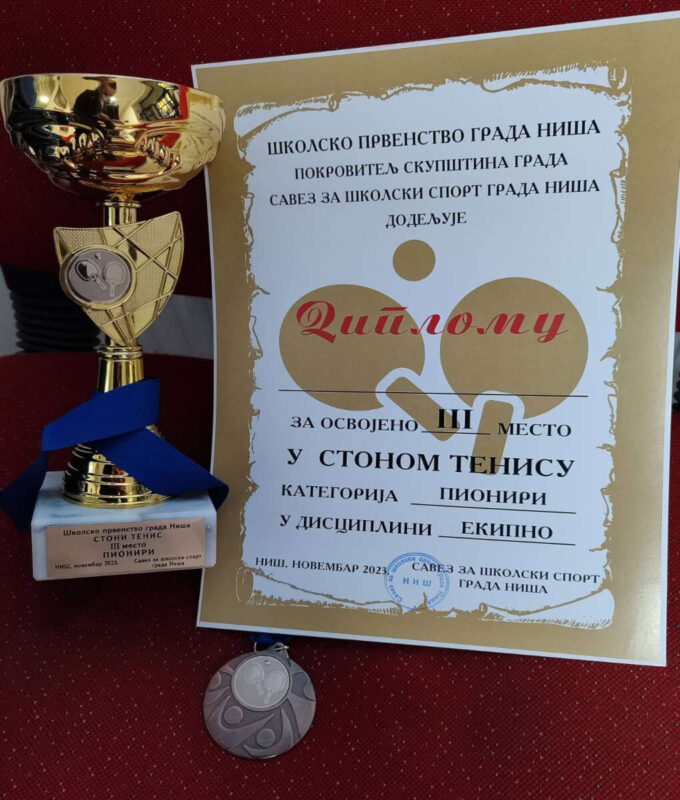 ШКОЛСКО ПРВЕНСТВО ГРАДА НИША
ПОКРОВИТЕЉ СКУПШТИНА ГРАДА
САВЕЗ ЗА ШКОЛСКИ СПОРТ ГРАДА НИША
ДОДЕЉУЈЕ
Диплому
ЗА ОСВОЈЕНО III МЕСТО
У СТОНОМ ТЕНИСУ
КАТЕГОРИЈА ПИОНИРИ
У ДИСЦИПЛИНИ ЕКИПНО
НИШ, НОВЕМБАР 2023. САВЕЗ ЗА ШКОЛСКИ СПОРТ
ГРАДА НИША
НИШ
Школско првенство града Ниша
СТОНИ ТЕНИС
III место
ПИОНИРИ
НИШ, новембар 2023. Савез за школски спорт
града Ниша